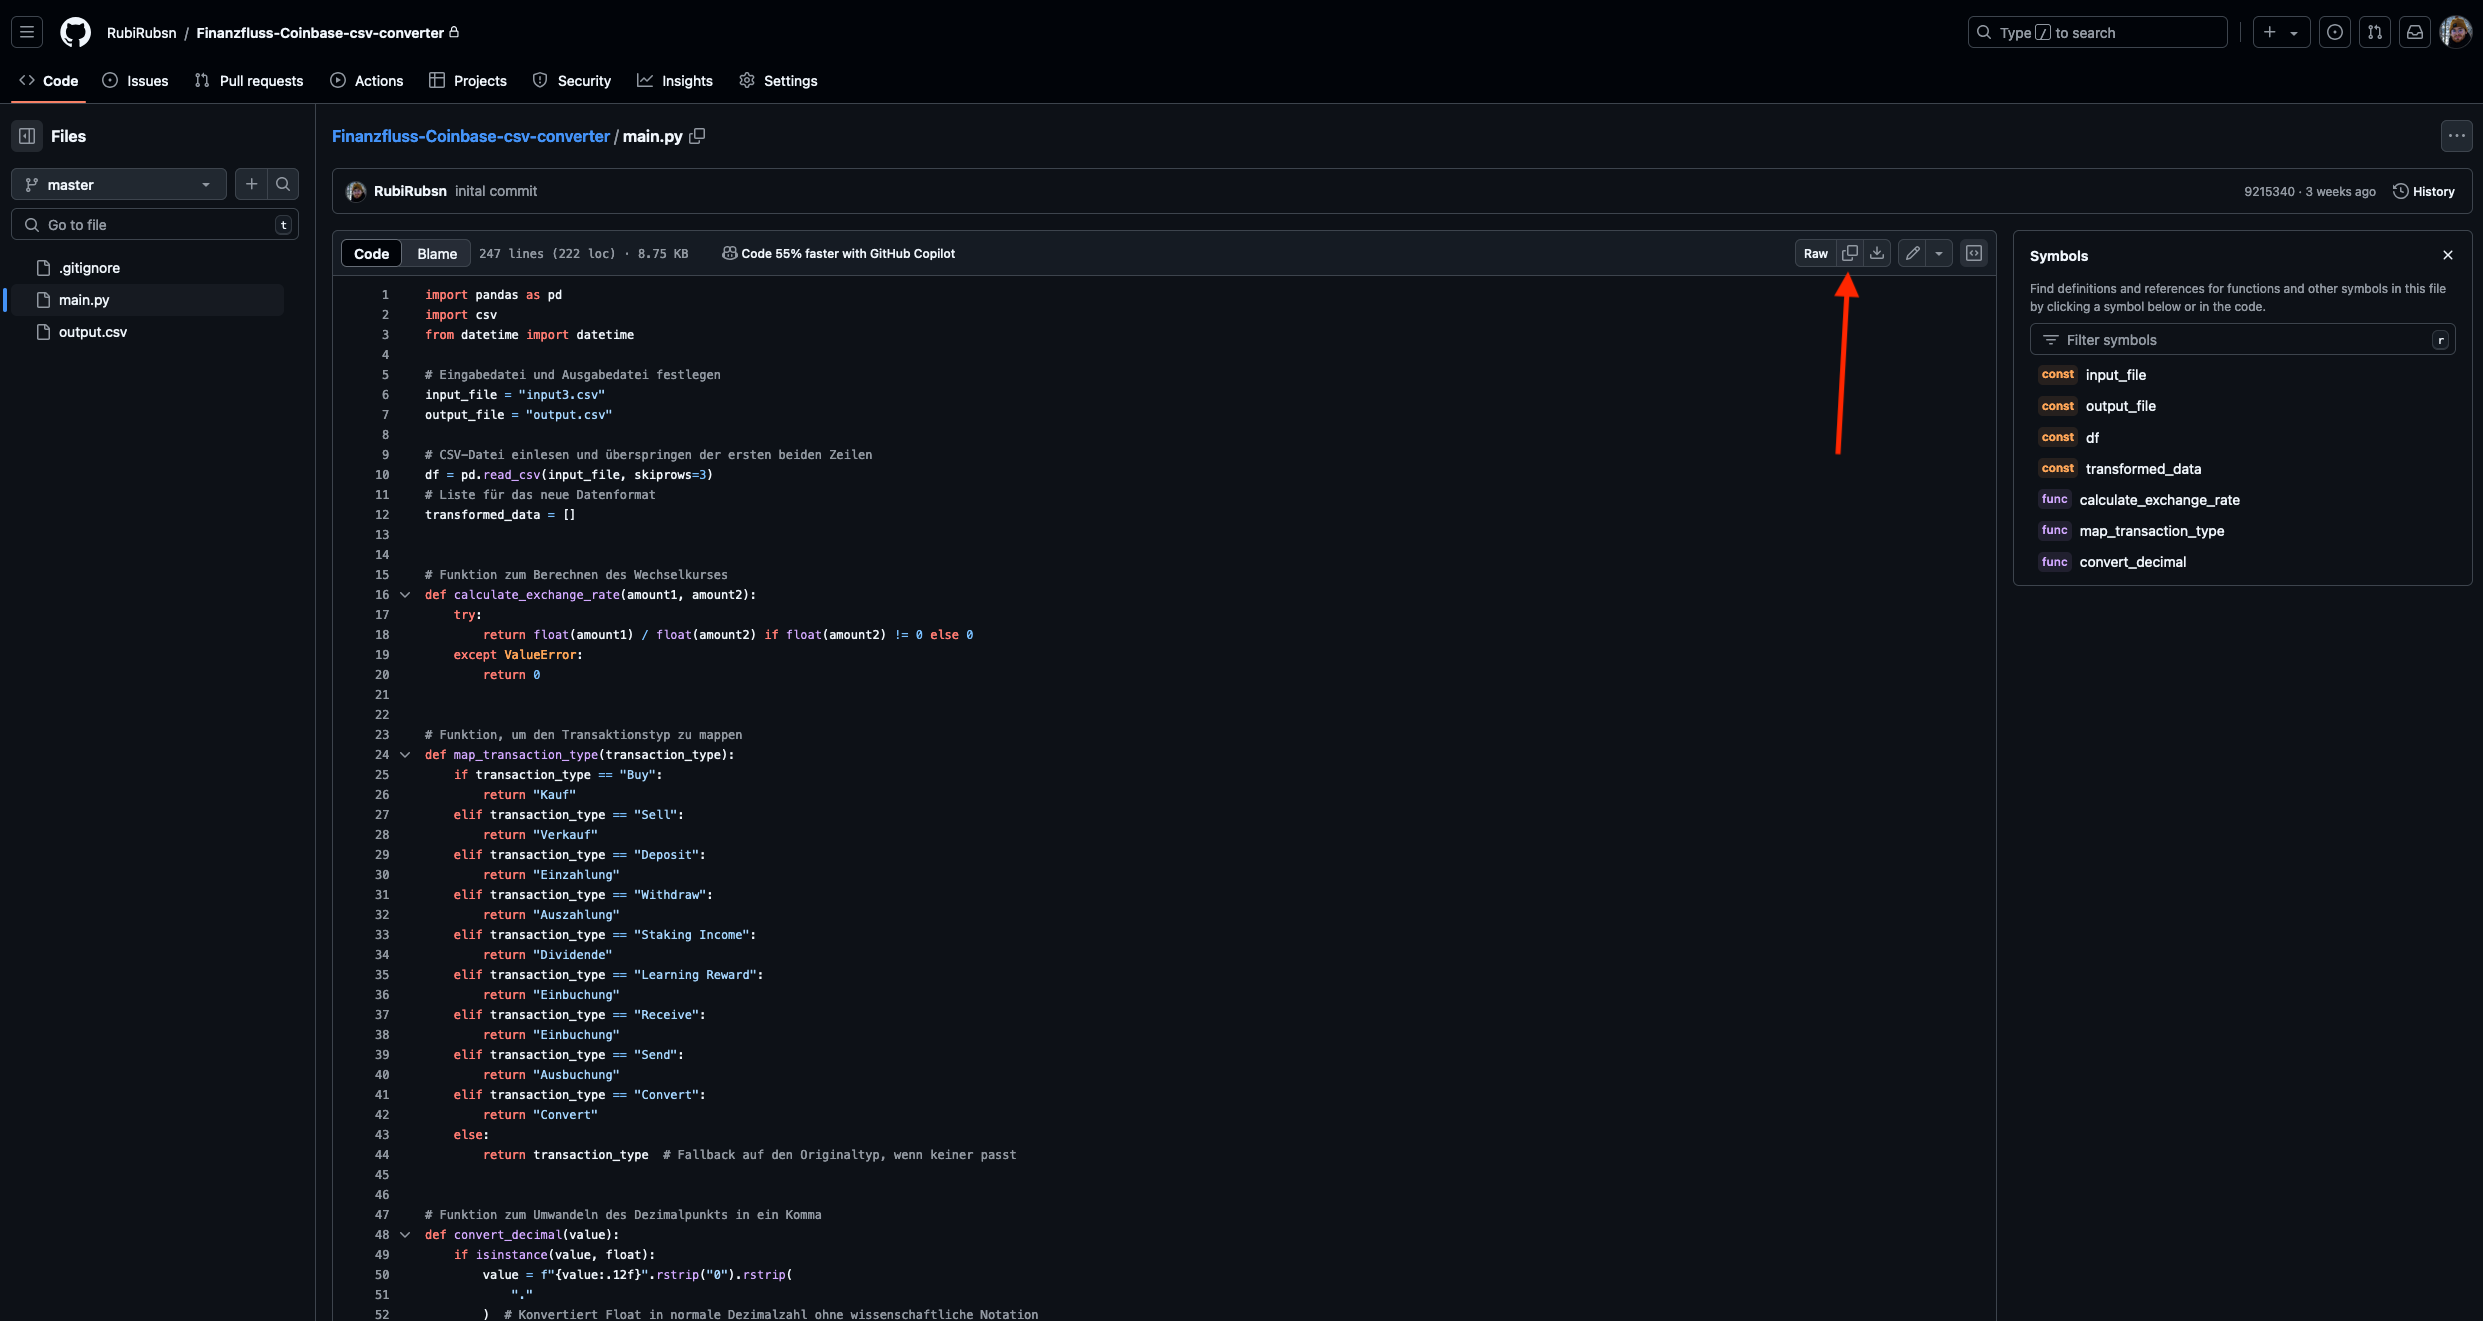 RubiRubsn / Finanzfluss-Coinbase-csv-converter
Type / to search
Code Issues Pull requests Actions Projects Security Insights Settings
Files
master
Go to file t
.gitignore
main.py
output.csv
Finanzfluss-Coinbase-csv-converter / main.py
RubiRubsn inital commit
9215340 · 3 weeks ago History
Code Blame 247 lines (222 loc) · 8.75 KB Code 55% faster with GitHub Copilot
Raw
1 import pandas as pd
2 import csv
3 from datetime import datetime
4
5 # Eingabedatei und Ausgabedatei festlegen
6 input_file = "input3.csv"
7 output_file = "output.csv"
8
9 # CSV-Datei einlesen und überspringen der ersten beiden Zeilen
10 df = pd.read_csv(input_file, skiprows=3)
11 # Liste für das neue Datenformat
12 transformed_data = []
13
14
15 # Funktion zum Berechnen des Wechselkurses
16 def calculate_exchange_rate(amount1, amount2):
17 try:
18 return float(amount1) / float(amount2) if float(amount2) != 0 else 0
19 except ValueError:
20 return 0
21
22
23 # Funktion, um den Transaktionstyp zu mappen
24 def map_transaction_type(transaction_type):
25 if transaction_type == "Buy":
26 return "Kauf"
27 elif transaction_type == "Sell":
28 return "Verkauf"
29 elif transaction_type == "Deposit":
30 return "Einzahlung"
31 elif transaction_type == "Withdraw":
32 return "Auszahlung"
33 elif transaction_type == "Staking Income":
34 return "Dividende"
35 elif transaction_type == "Learning Reward":
36 return "Einbuchung"
37 elif transaction_type == "Receive":
38 return "Einbuchung"
39 elif transaction_type == "Send":
40 return "Ausbuchung"
41 elif transaction_type == "Convert":
42 return "Convert"
43 else:
44 return transaction_type # Fallback auf den Originaltyp, wenn keiner passt
45
46
47 # Funktion zum Umwandeln des Dezimalpunkts in ein Komma
48 def convert_decimal(value):
49 if isinstance(value, float):
50 value = f"{value:.12f}".rstrip("0").rstrip(
51 "."
52 ) # Konvertiert Float in normale Dezimalzahl ohne wissenschaftliche Notation
Symbols
Find definitions and references for functions and other symbols in this file
by clicking a symbol below or in the code.
Filter symbols r
const input_file
const output_file
const df
const transformed_data
func calculate_exchange_rate
func map_transaction_type
func convert_decimal